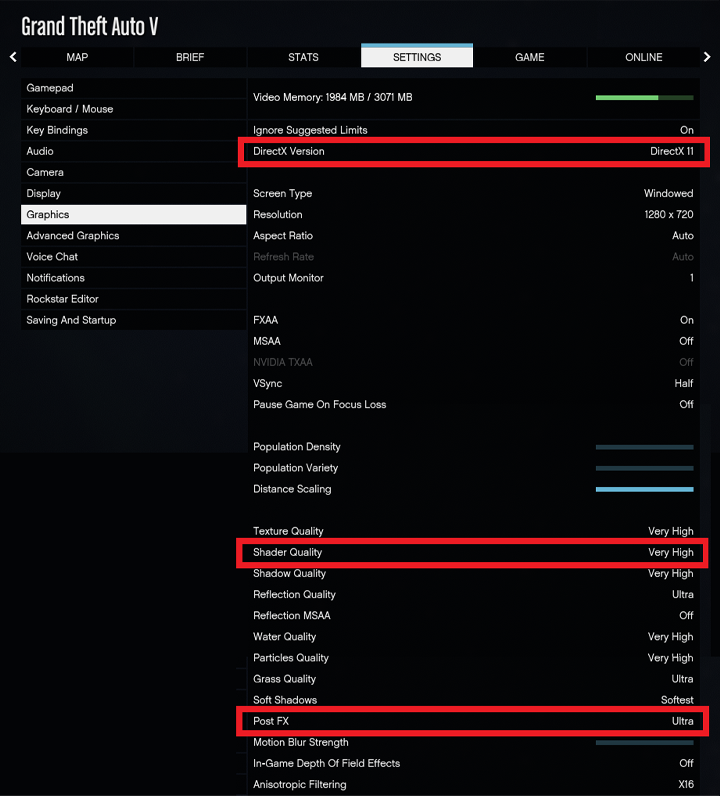 Grand Theft Auto V
MAP BRIEF STATS SETTINGS GAME ONLINE
Gamepad
Keyboard / Mouse
Key Bindings
Audio
Camera
Display
Graphics
Advanced Graphics
Voice Chat
Notifications
Rockstar Editor
Saving And Startup
Video Memory: 1984 MB / 3071 MB
Ignore Suggested Limits On
DirectX Version DirectX 11
Screen Type Windowed
Resolution 1280 x 720
Aspect Ratio Auto
Refresh Rate Auto
Output Monitor 1
FXAA On
MSAA Off
NVIDIA TXAA Off
VSync Half
Pause Game On Focus Loss Off
Population Density
Population Variety
Distance Scaling
Texture Quality Very High
Shader Quality Very High
Shadow Quality Very High
Reflection Quality Ultra
Reflection MSAA Off
Water Quality Very High
Particles Quality Very High
Grass Quality Ultra
Soft Shadows Softest
Post FX Ultra
Motion Blur Strength
In-Game Depth Of Field Effects Off
Anisotropic Filtering X16